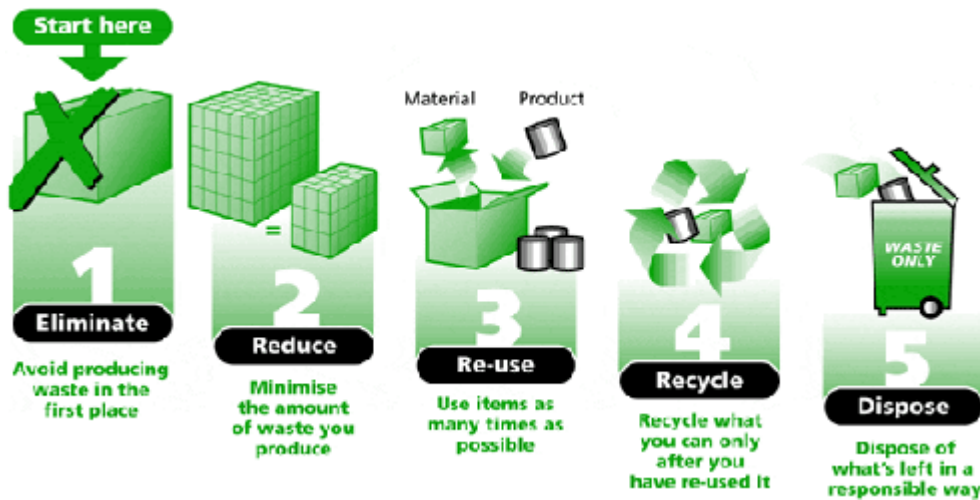 Start here
1
Eliminate
Avoid producing
waste in the
first place
=
2
Reduce
Minimise
the amount
of waste you
produce
Material
Product
3
Re-use
Use items as
many times as
possible
4
Recycle
Recycle what
you can only
after you
have re-used it
WASTE
ONLY
5
Dispose
Dispose of
what's left in a
responsible way